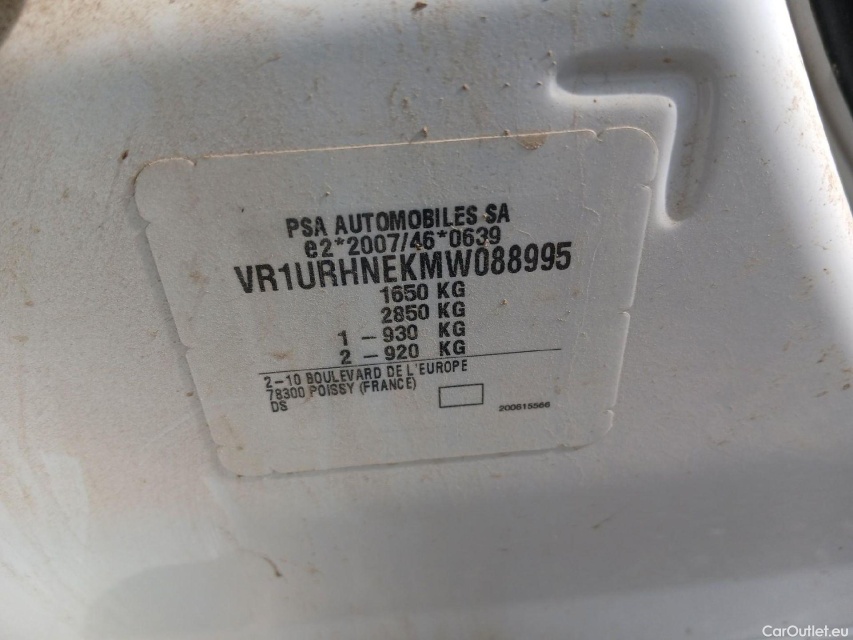 PSA AUTOMOBILES SA
e2*2007/46*0639
VR1URHNEKMW088995
1650 KG
2850 KG
1 - 930 KG
2 - 920 KG
2-10 BOULEVARD DE L'EUROPE
78300 POISSY (FRANCE)
DS
200615566
CarOutlet.eu